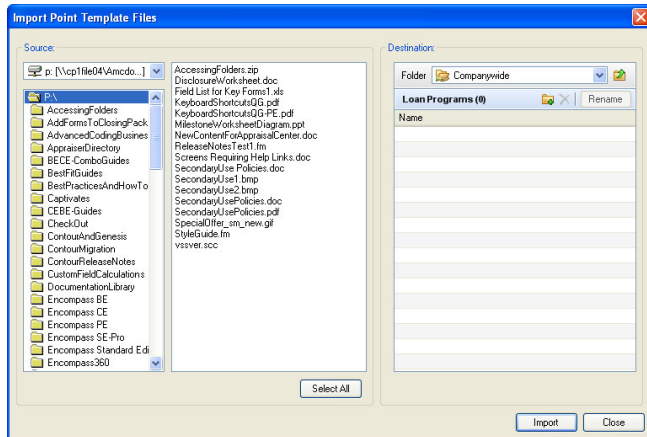 Import Point Template Files
Source:
p: [\\cp1file04\Amcdo...]
P:\
AccessingFolders
AddFormsToClosingPack
AdvancedCodingBusines
AppraiserDirectory
BECE-ComboGuides
BestFitGuides
BestPracticesAndHowTo
Captivates
CEBE-Guides
CheckOut
ContourAndGenesis
ContourMigration
ContourReleaseNotes
CustomFieldCalculations
DocumentationLibrary
Encompass BE
Encompass CE
Encompass PE
Encompass SE-Pro
Encompass Standard Edi
Encompass360
AccessingFolders.zip
DisclosureWorksheet.doc
Field List for Key Forms1.xls
KeyboardShortcutsQG.pdf
KeyboardShortcutsQG-PE.pdf
MilestoneWorksheetDiagram.ppt
NewContentForAppraisalCenter.doc
ReleaseNotesTest1.fm
Screens Requiring Help Links.doc
SecondaryUse Policies.doc
SecondaryUse1.bmp
SecondaryUse2.bmp
SecondaryUsePolicies.doc
SecondaryUsePolicies.pdf
SpecialOffer_sm_new.gif
StyleGuide.fm
vssver.scc
Select All
Destination:
Folder Companywide
Loan Programs (0) Rename
Name
Import Close